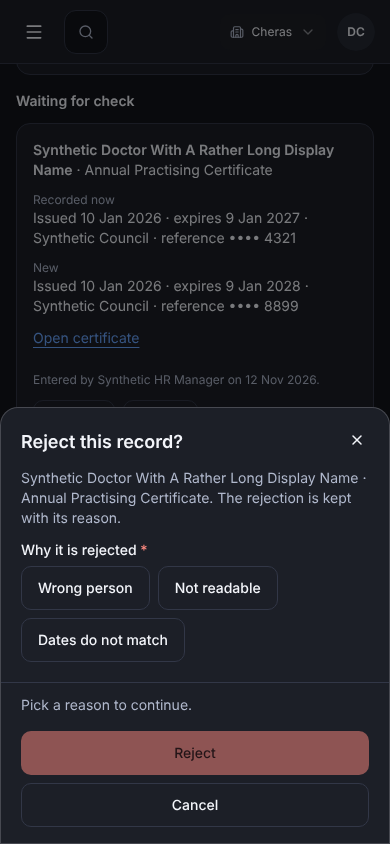 Cheras
DC
Waiting for check
Synthetic Doctor With A Rather Long Display
Name · Annual Practising Certificate
Recorded now
Issued 10 Jan 2026 · expires 9 Jan 2027 ·
Synthetic Council · reference •••• 4321
New
Issued 10 Jan 2026 · expires 9 Jan 2028 ·
Synthetic Council · reference •••• 8899
Open certificate
Entered by Synthetic HR Manager on 12 Nov 2026.
Reject this record?
Synthetic Doctor With A Rather Long Display Name ·
Annual Practising Certificate. The rejection is kept
with its reason.
Why it is rejected *
Wrong person
Not readable
Dates do not match
Pick a reason to continue.
Reject
Cancel